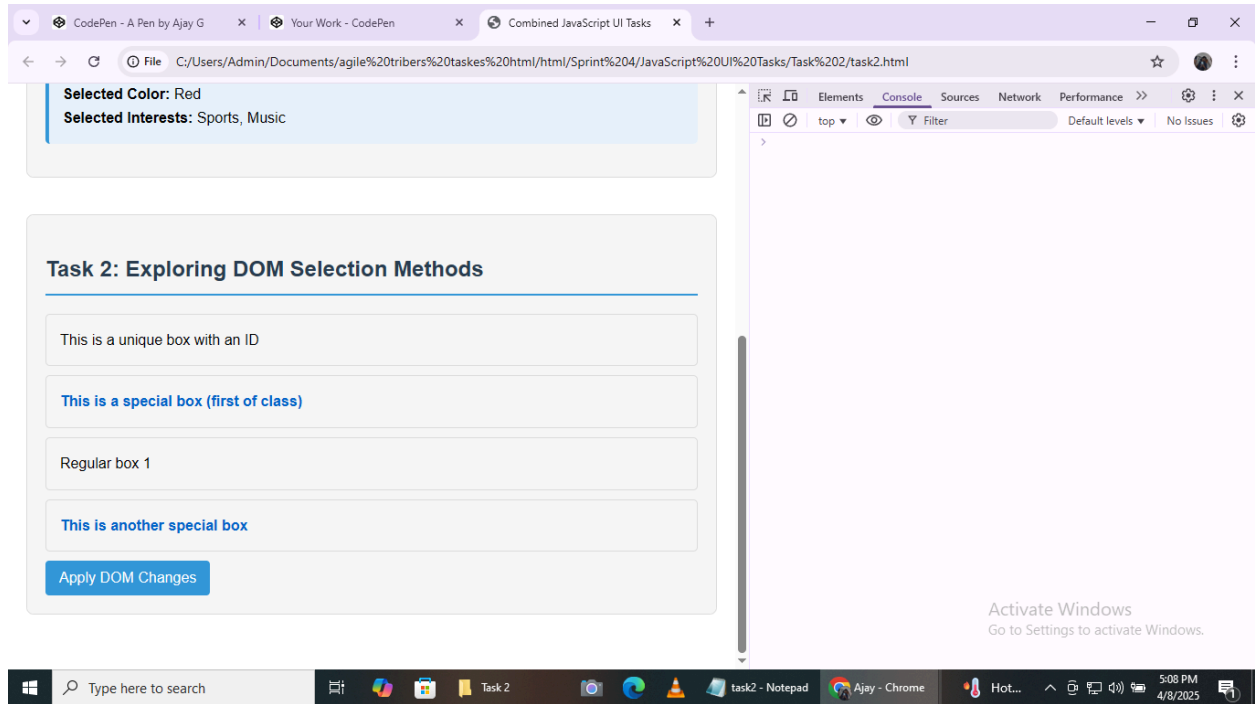 CodePen - A Pen by Ajay G
Your Work - CodePen
Combined JavaScript UI Tasks
File C:/Users/Admin/Documents/agile%20tribers%20taskes%20html/html/Sprint%204/JavaScript%20UI%20Tasks/Task%202/task2.html
Selected Color: Red
Selected Interests: Sports, Music
Task 2: Exploring DOM Selection Methods
This is a unique box with an ID
This is a special box (first of class)
Regular box 1
This is another special box
Apply DOM Changes
Elements Console Sources Network Performance
top Filter Default levels No Issues
Activate Windows
Go to Settings to activate Windows.
Type here to search
Task 2
task2 - Notepad
Ajay - Chrome
Hot...
5:08 PM
4/8/2025
1